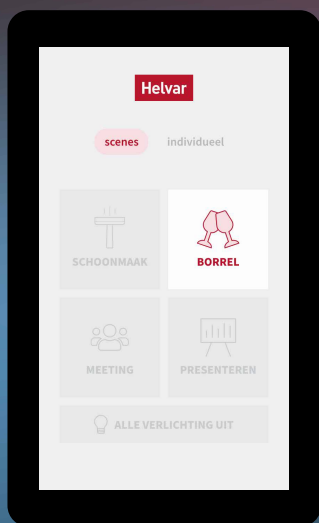 Helvar
scenes individueel
SCHOONMAAK BORREL
MEETING PRESENTEREN
ALLE VERLICHTING UIT